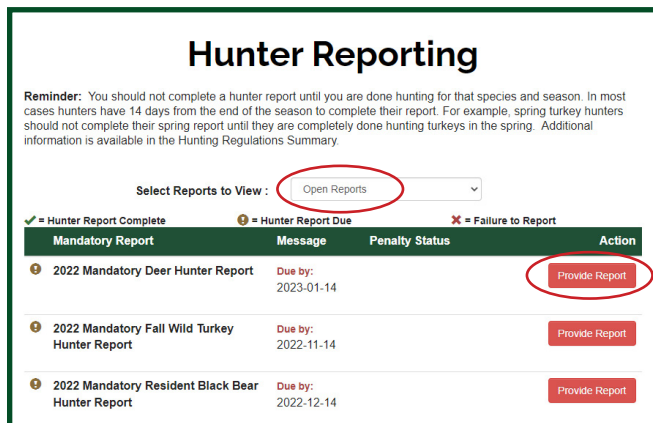 Hunter Reporting
Reminder: You should not complete a hunter report until you are done hunting for that species and season. In most
cases hunters have 14 days from the end of the season to complete their report. For example, spring turkey hunters
should not complete their spring report until they are completely done hunting turkeys in the spring. Additional
information is available in the Hunting Regulations Summary.
Select Reports to View : Open Reports
= Hunter Report Complete = Hunter Report Due = Failure to Report
Mandatory Report Message Penalty Status Action
2022 Mandatory Deer Hunter Report Due by: Provide Report
2023-01-14
2022 Mandatory Fall Wild Turkey Due by: Provide Report
Hunter Report 2022-11-14
2022 Mandatory Resident Black Bear Due by: Provide Report
Hunter Report 2022-12-14